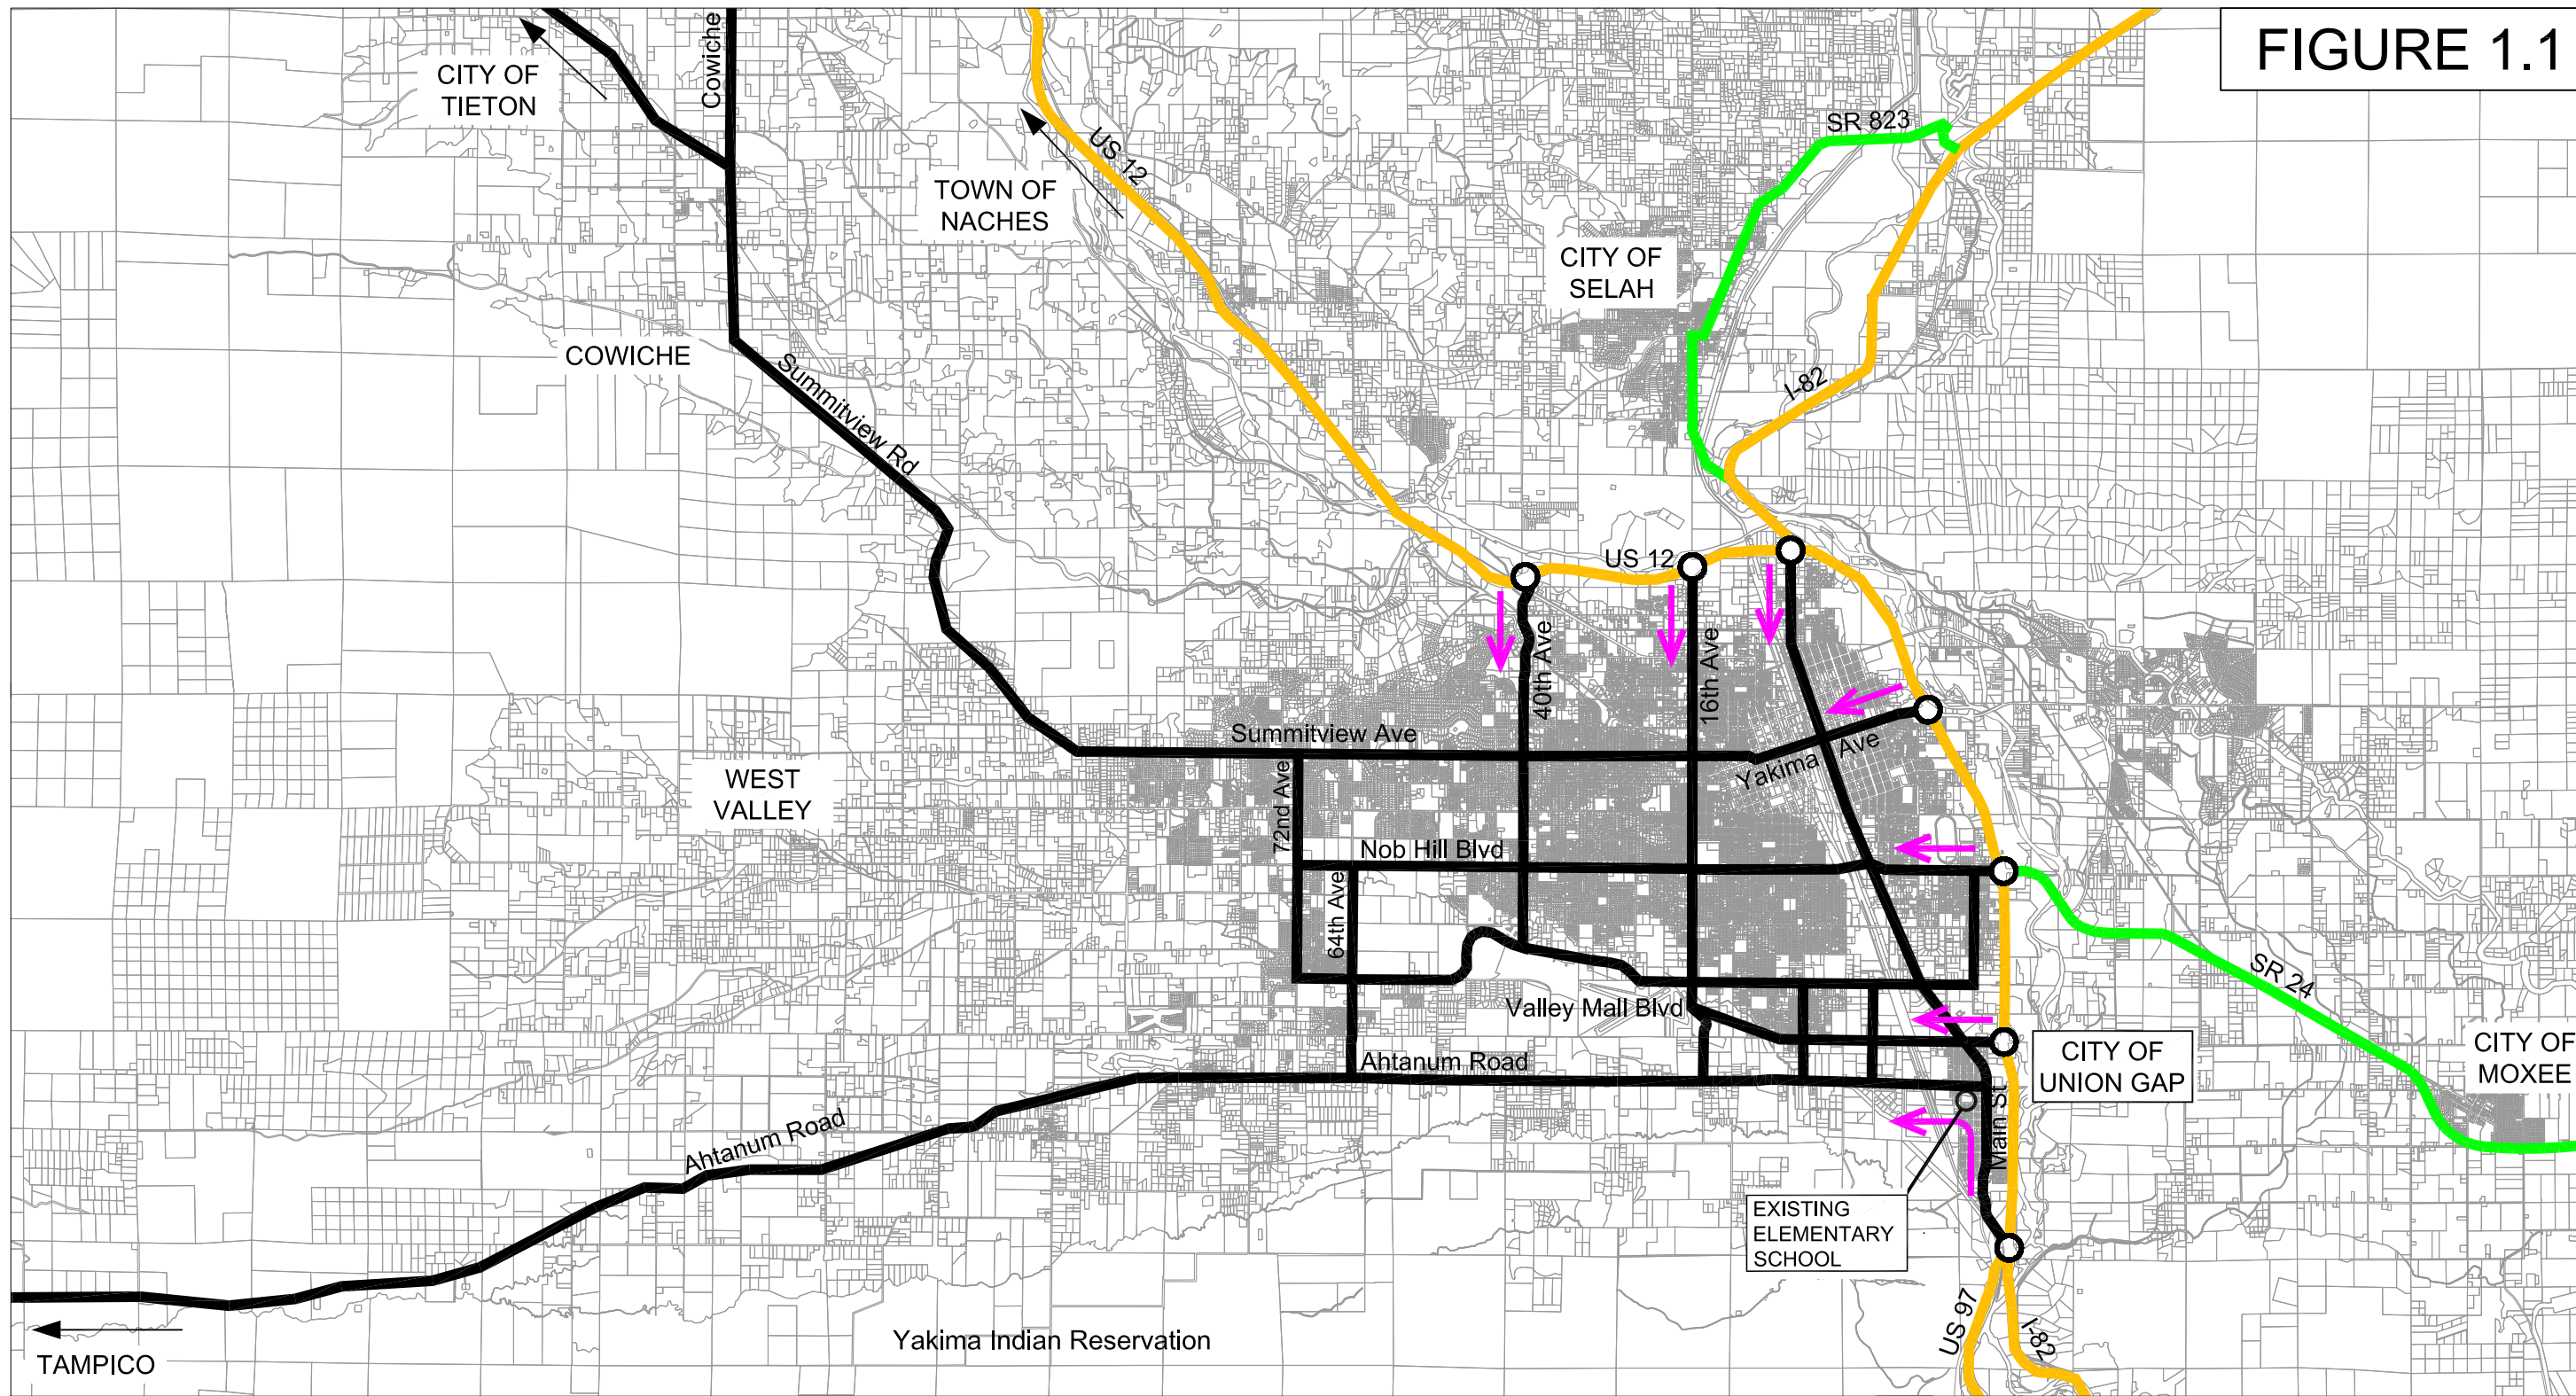 FIGURE 1.1
Cowiche
CITY OF
TIETON
US 12
SR 823
TOWN OF
NACHES
CITY OF
SELAH
COWICHE
Summitview Rd
I-82
US 12
40th Ave
16th Ave
Summitview Ave
Yakima Ave
WEST
VALLEY
72nd Ave
Nob Hill Blvd
64th Ave
SR 24
Valley Mall Blvd
CITY OF
UNION GAP
CITY OF
MOXEE
Ahtanum Road
Ahtanum Road
Main St
EXISTING
ELEMENTARY
SCHOOL
US 97
I-82
Yakima Indian Reservation
TAMPICO